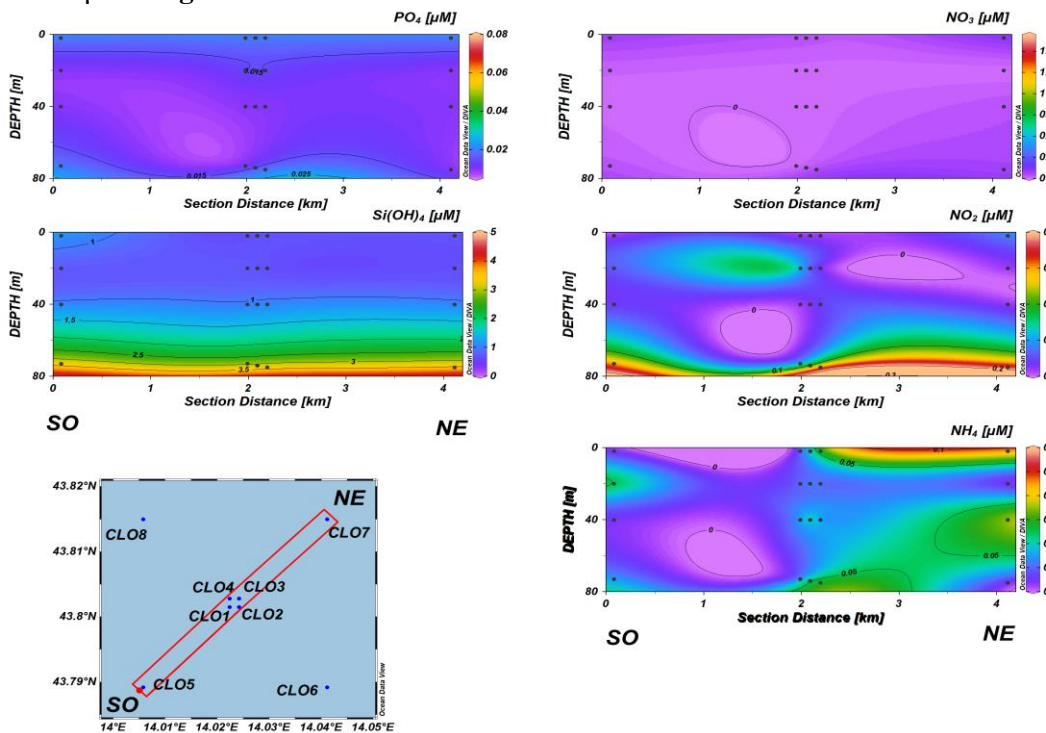 PO₄ [µM]
DEPTH [m]
0
40
80
0.015
0.015
0.025
0 1 2 3 4
Section Distance [km]
0.08
0.06
0.04
0.02
Ocean Data View / DIVA
NO₃ [µM]
DEPTH [m]
0
40
80
0
0 1 2 3 4
Section Distance [km]
Ocean Data View / DIVA
Si(OH)₄ [µM]
DEPTH [m]
0
40
80
1
1
1.5
2.5
3
3.5
0 1 2 3 4
Section Distance [km]
5
4
3
2
1
0
Ocean Data View / DIVA
SO NE
NO₂ [µM]
DEPTH [m]
0
40
80
0
0
0.1
0.2
0 1 2 3 4
Section Distance [km]
Ocean Data View / DIVA
NH₄ [µM]
DEPTH [m]
0
40
80
0
0
0.05
0.1
0.05
0.05
0 1 2 3 4
Section Distance [km]
Ocean Data View / DIVA
SO NE
43.82°N
43.81°N
43.8°N
43.79°N
NE
CLO8
CLO7
CLO4 CLO3
CLO1 CLO2
CLO5
CLO6
SO
14°E 14.01°E 14.02°E 14.03°E 14.04°E 14.05°E
Ocean Data View